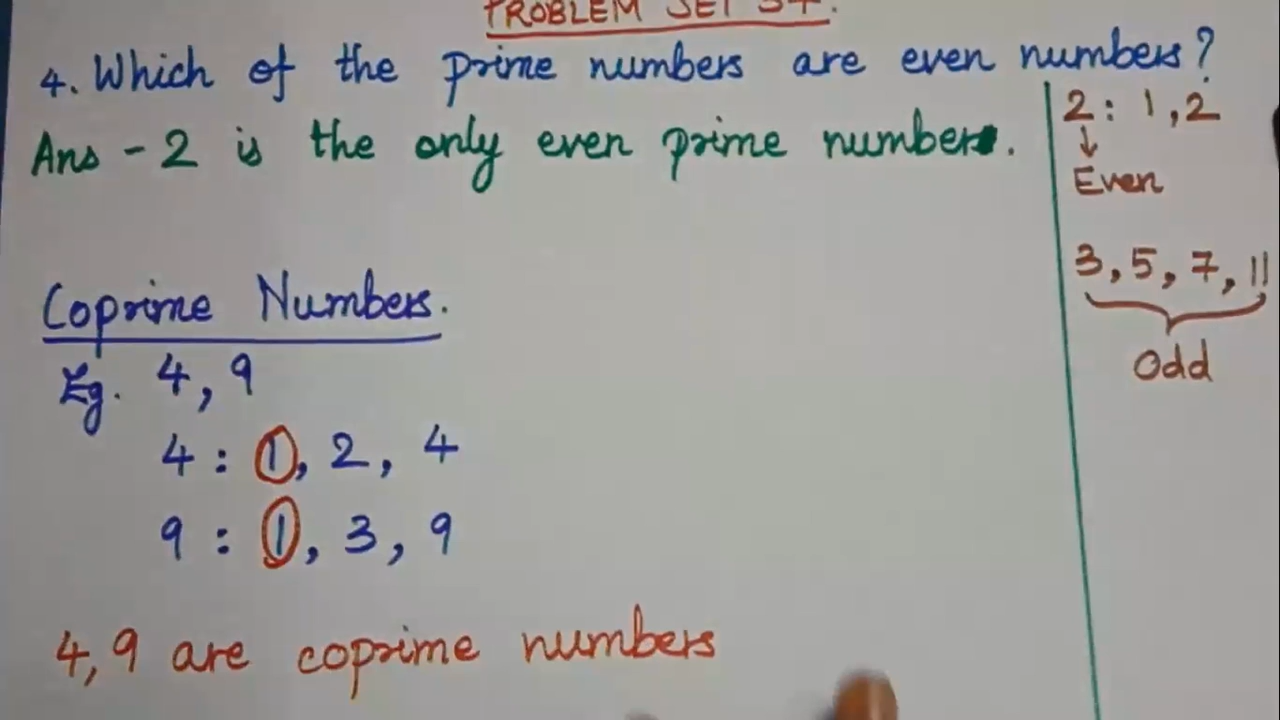 PROBLEM SET 34.
4. Which of the prime numbers are even numbers?
Ans - 2 is the only even prime number.
2 : 1, 2
↓
Even
3, 5, 7, 11
Odd
Coprime Numbers.
Eg. 4, 9
4 : 1, 2, 4
9 : 1, 3, 9
4, 9 are coprime numbers